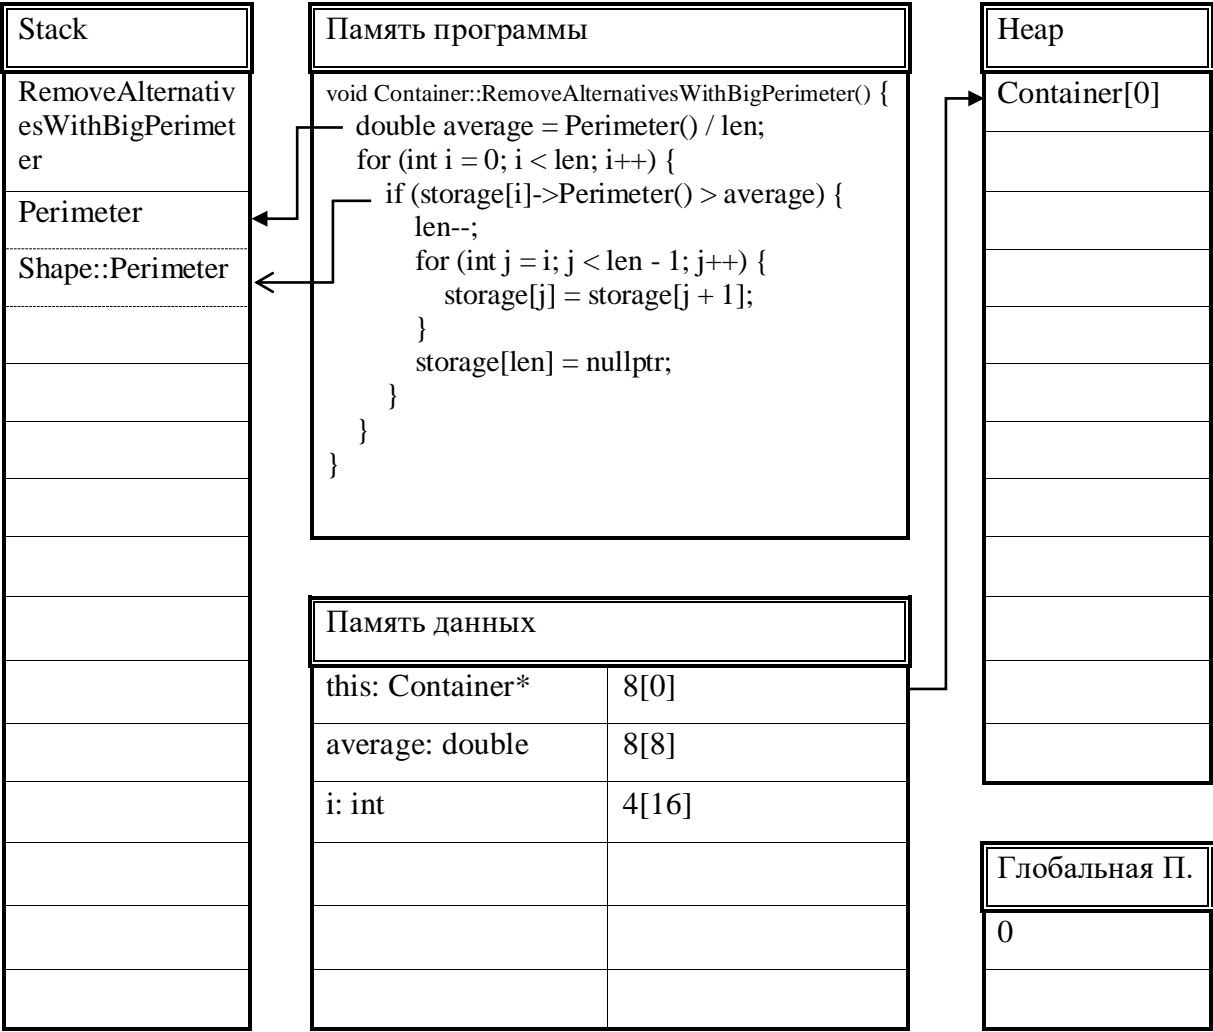 Stack
RemoveAlternativ
esWithBigPerimet
er
Perimeter
Shape::Perimeter
Память программы
void Container::RemoveAlternativesWithBigPerimeter() {
double average = Perimeter() / len;
for (int i = 0; i < len; i++) {
if (storage[i]->Perimeter() > average) {
len--;
for (int j = i; j < len - 1; j++) {
storage[j] = storage[j + 1];
}
storage[len] = nullptr;
}
}
}
Память данных
this: Container* 8[0]
average: double 8[8]
i: int 4[16]
Heap
Container[0]
Глобальная П.
0